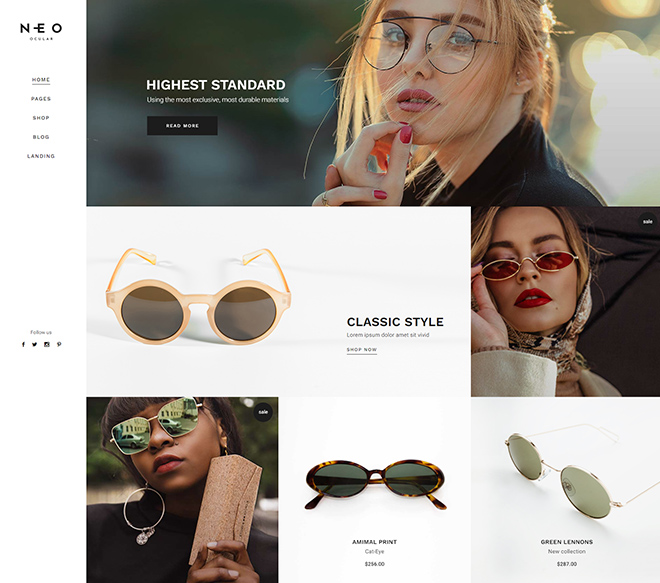 NEO
OCULAR
HOME
PAGES
SHOP
BLOG
LANDING
Follow us
HIGHEST STANDARD
Using the most exclusive, most durable materials
READ MORE
CLASSIC STYLE
Lorem ipsum dolor amet sit vivid
SHOP NOW
sale
sale
AMIMAL PRINT
Cat-Eye
$256.00
GREEN LENNONS
New collection
$287.00